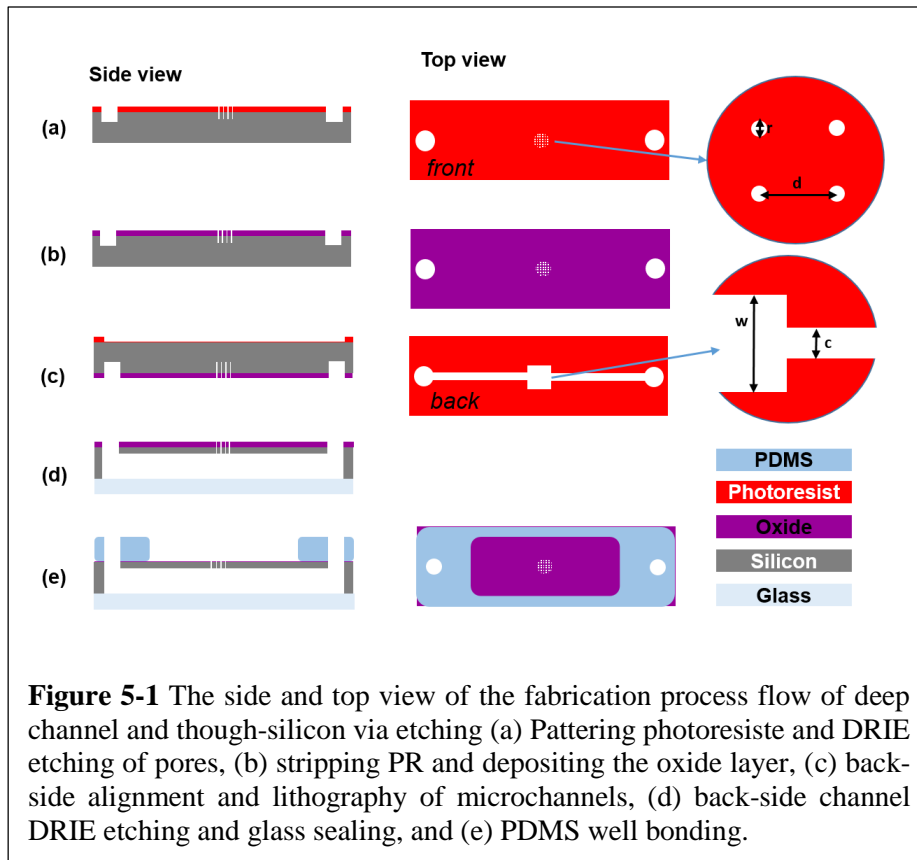 Side view
Top view
(a)
front
r
d
(b)
(c)
back
w
c
(d)
PDMS
Photoresist
Oxide
Silicon
Glass
(e)
Figure 5-1 The side and top view of the fabrication process flow of deep
channel and though-silicon via etching (a) Pattering photoresiste and DRIE
etching of pores, (b) stripping PR and depositing the oxide layer, (c) back-
side alignment and lithography of microchannels, (d) back-side channel
DRIE etching and glass sealing, and (e) PDMS well bonding.